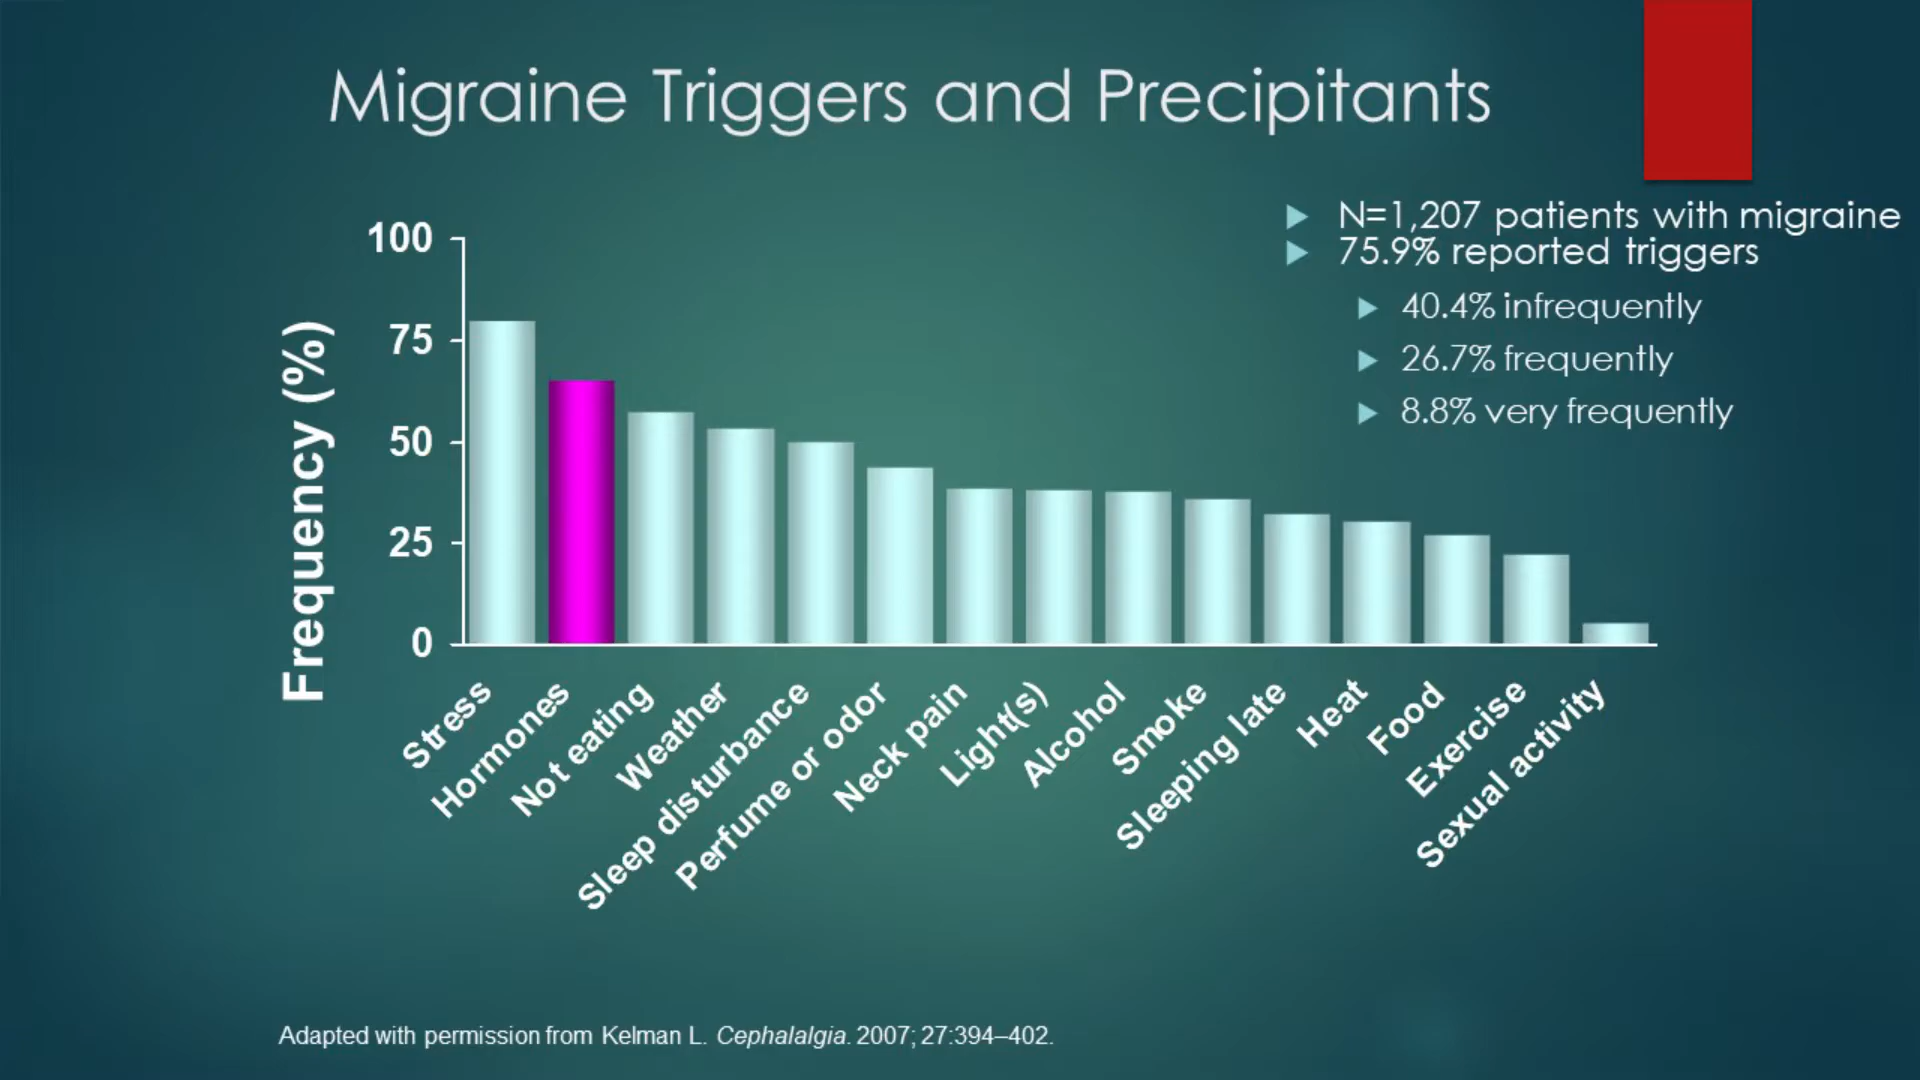 Migraine Triggers and Precipitants
N=1,207 patients with migraine
75.9% reported triggers
40.4% infrequently
26.7% frequently
8.8% very frequently
Frequency (%)
100
75
50
25
0
Stress
Hormones
Not eating
Weather
Sleep disturbance
Perfume or odor
Neck pain
Light(s)
Alcohol
Smoke
Sleeping late
Heat
Food
Exercise
Sexual activity
Adapted with permission from Kelman L. Cephalalgia. 2007; 27:394–402.